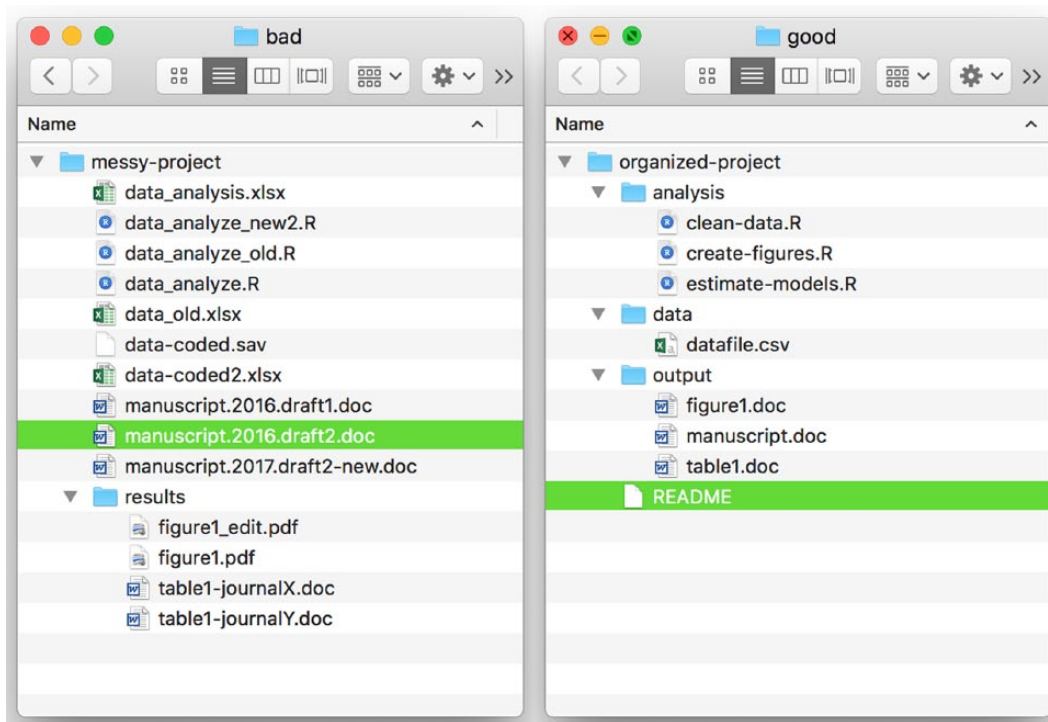 bad
Name
messy-project
data_analysis.xlsx
data_analyze_new2.R
data_analyze_old.R
data_analyze.R
data_old.xlsx
data-coded.sav
data-coded2.xlsx
manuscript.2016.draft1.doc
manuscript.2016.draft2.doc
manuscript.2017.draft2-new.doc
results
figure1_edit.pdf
figure1.pdf
table1-journalX.doc
table1-journalY.doc
good
Name
organized-project
analysis
clean-data.R
create-figures.R
estimate-models.R
data
datafile.csv
output
figure1.doc
manuscript.doc
table1.doc
README